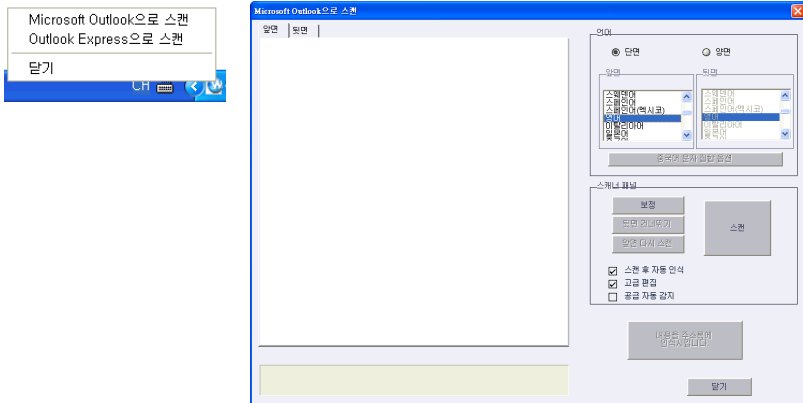 Microsoft Outlook으로 스캔
Outlook Express으로 스캔
닫기
CH
Microsoft Outlook으로 스캔
앞면
뒷면
언어
단면
양면
앞면
뒷면
스웨덴어
스페인어
스페인어(멕시코)
영어
이탈리아어
일본어
스웨덴어
스페인어
스페인어(멕시코)
영어
이탈리아어
일본어
중국어 문자 집합 옵션
스캐너 패널
보정
뒷면 건너뛰기
앞면 다시 스캔
스캔
스캔 후 자동 인식
고급 편집
공급 자동 감지
내용을 주소록에
인식시킵니다.
닫기